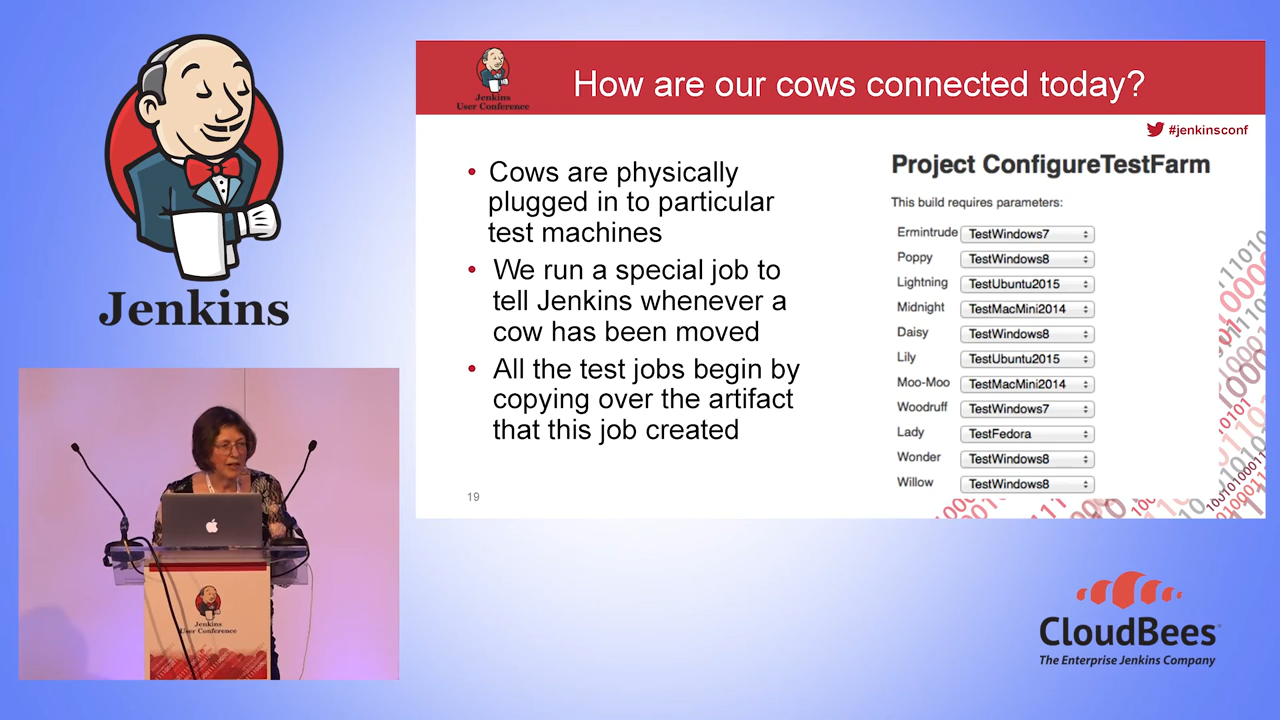 Jenkins
Jenkins
User Conference
How are our cows connected today?
#jenkinsconf
• Cows are physically
plugged in to particular
test machines
• We run a special job to
tell Jenkins whenever a
cow has been moved
• All the test jobs begin by
copying over the artifact
that this job created
19
Project ConfigureTestFarm
This build requires parameters:
Ermintrude TestWindows7
Poppy TestWindows8
Lightning TestUbuntu2015
Midnight TestMacMini2014
Daisy TestWindows8
Lily TestUbuntu2015
Moo-Moo TestMacMini2014
Woodruff TestWindows7
Lady TestFedora
Wonder TestWindows8
Willow TestWindows8
Jenkins
User Conference
CloudBees
The Enterprise Jenkins Company